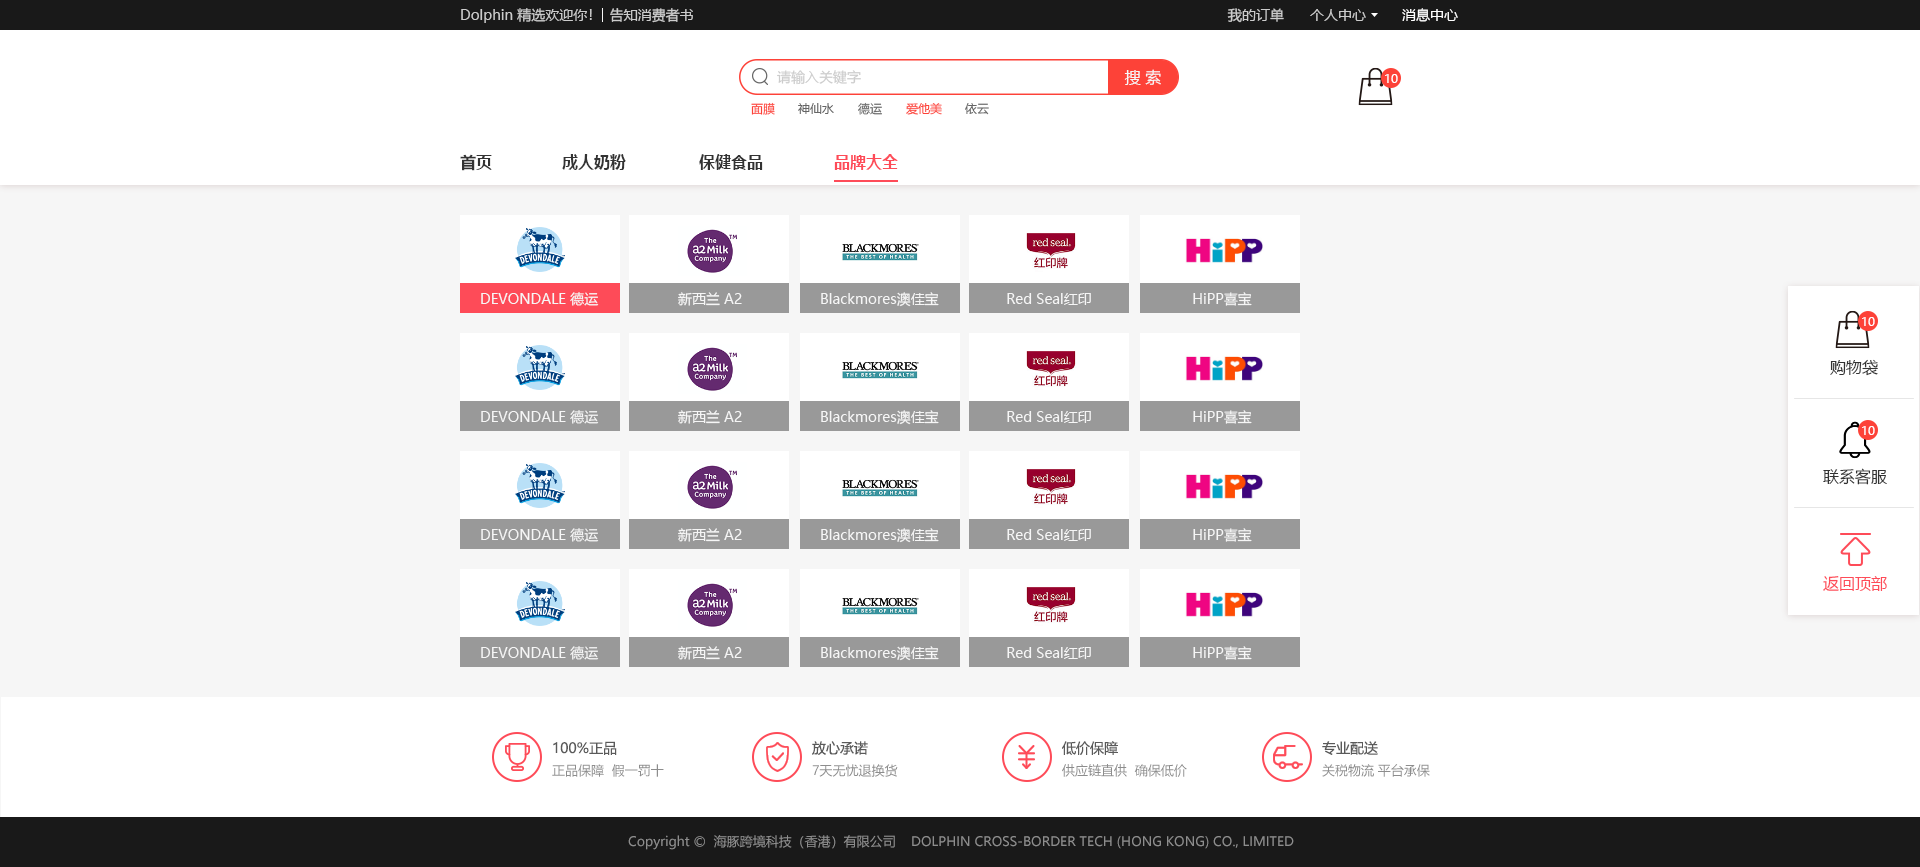 Dolphin 精选欢迎你！| 告知消费者书 我的订单 个人中心 消息中心
请输入关键字 搜 索 10
面膜 神仙水 德运 爱他美 依云
首页 成人奶粉 保健食品 品牌大全
DEVONDALE The a2 Milk Company ™ BLACKMORES® THE BEST OF HEALTH red seal. 红印牌 HiPP
DEVONDALE 德运 新西兰 A2 Blackmores澳佳宝 Red Seal红印 HiPP喜宝
DEVONDALE The a2 Milk Company ™ BLACKMORES® THE BEST OF HEALTH red seal. 红印牌 HiPP
DEVONDALE 德运 新西兰 A2 Blackmores澳佳宝 Red Seal红印 HiPP喜宝
DEVONDALE The a2 Milk Company ™ BLACKMORES® THE BEST OF HEALTH red seal. 红印牌 HiPP
DEVONDALE 德运 新西兰 A2 Blackmores澳佳宝 Red Seal红印 HiPP喜宝
DEVONDALE The a2 Milk Company ™ BLACKMORES® THE BEST OF HEALTH red seal. 红印牌 HiPP
DEVONDALE 德运 新西兰 A2 Blackmores澳佳宝 Red Seal红印 HiPP喜宝
10
购物袋
10
联系客服
返回顶部
100%正品 放心承诺 低价保障 专业配送
正品保障 假一罚十 7天无忧退换货 供应链直供 确保低价 关税物流 平台承保
Copyright © 海豚跨境科技（香港）有限公司 DOLPHIN CROSS-BORDER TECH (HONG KONG) CO., LIMITED